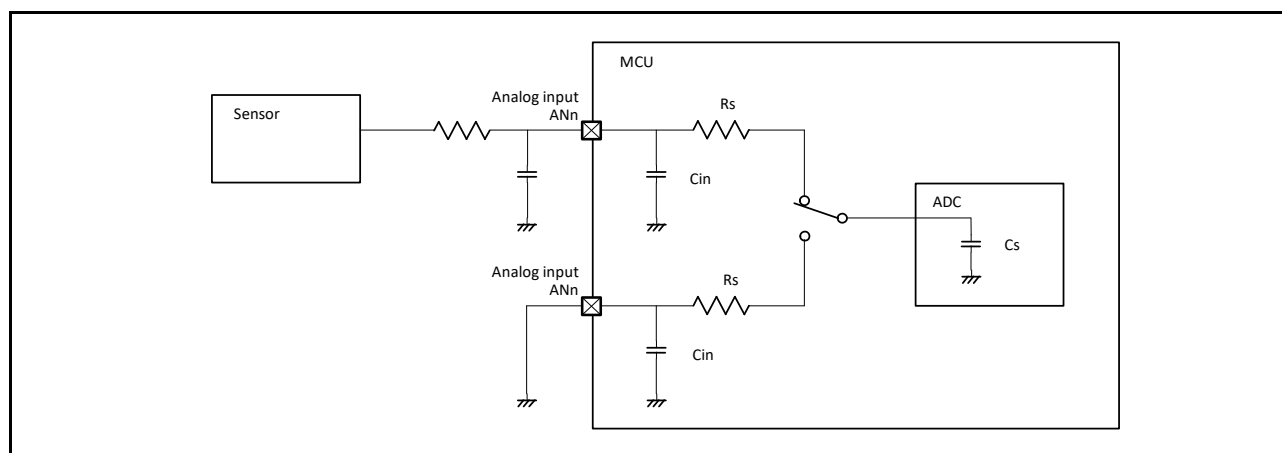 MCU
Sensor
Analog input
ANn
Rs
Cin
ADC
Cs
Analog input
ANn
Rs
Cin